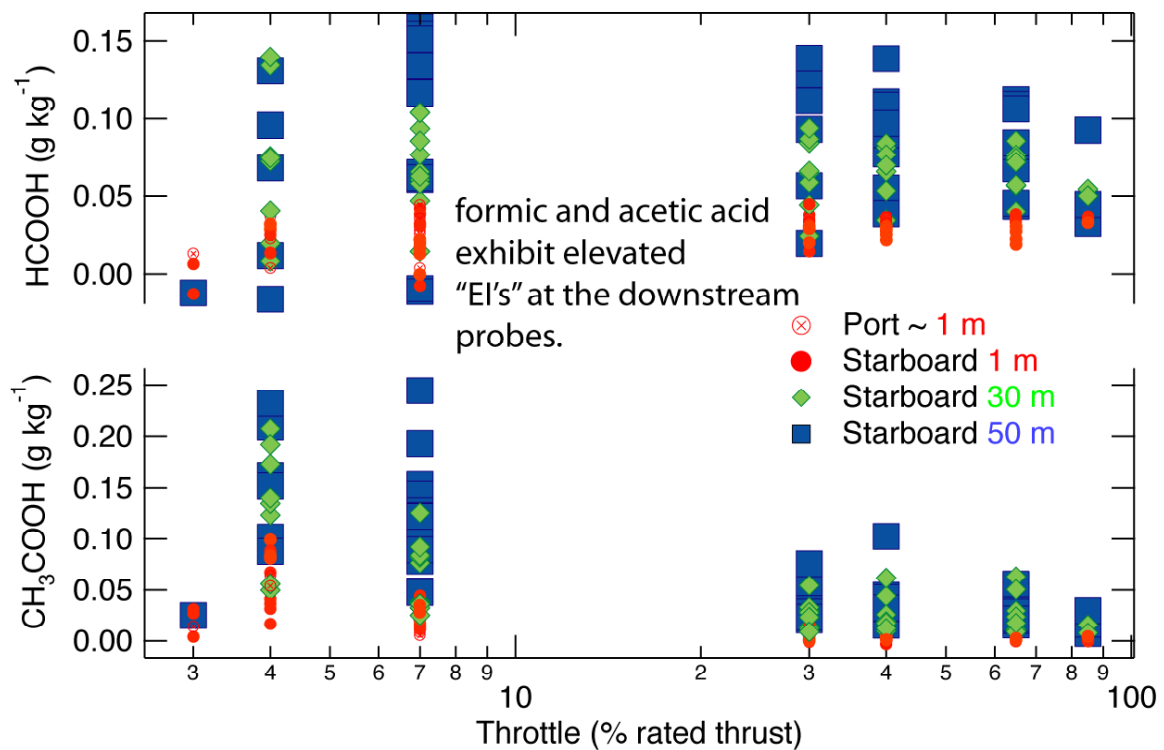 0.15
0.10
0.05
0.00
HCOOH (g kg⁻¹)
formic and acetic acid
exhibit elevated
“EI’s” at the downstream
probes.
Port ~ 1 m
Starboard 1 m
Starboard 30 m
Starboard 50 m
0.25
0.20
0.15
0.10
0.05
0.00
CH₃COOH (g kg⁻¹)
3 4 5 6 7 8 9 10 2 3 4 5 6 7 8 9 100
Throttle (% rated thrust)